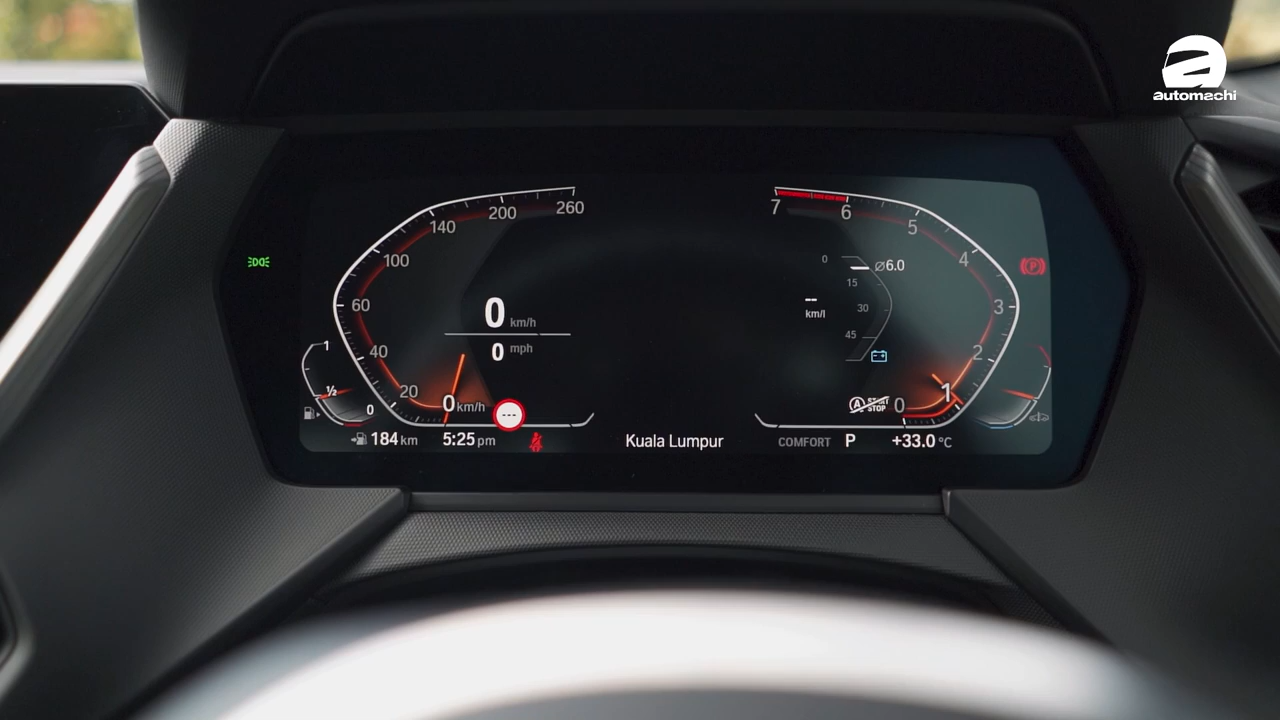 automachi
260
200
140
100
60
40
20
0 km/h
0 km/h
0 mph
---
1
½
0
184 km
5:25 pm
Kuala Lumpur
7
6
5
4
3
2
1
0
0
15
30
45
⌀6.0
--
km/l
A START
STOP
COMFORT P +33.0 °C
P